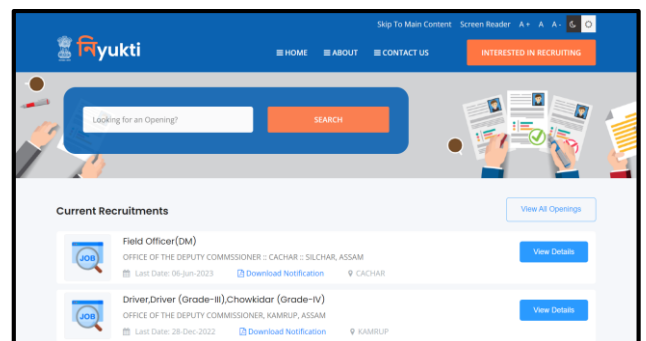 Skip To Main Content Screen Reader A+ A A-
नियुkti
HOME ABOUT CONTACT US INTERESTED IN RECRUITING
Looking for an Opening? SEARCH
Current Recruitments View All Openings
Field Officer(DM)
JOB OFFICE OF THE DEPUTY COMMSSIONER :: CACHAR :: SILCHAR, ASSAM View Details
Last Date: 06-Jun-2023 Download Notification CACHAR
Driver,Driver (Grade-III),Chowkidar (Grade-IV)
JOB OFFICE OF THE DEPUTY COMMISSIONER, KAMRUP, ASSAM View Details
Last Date: 28-Dec-2022 Download Notification KAMRUP